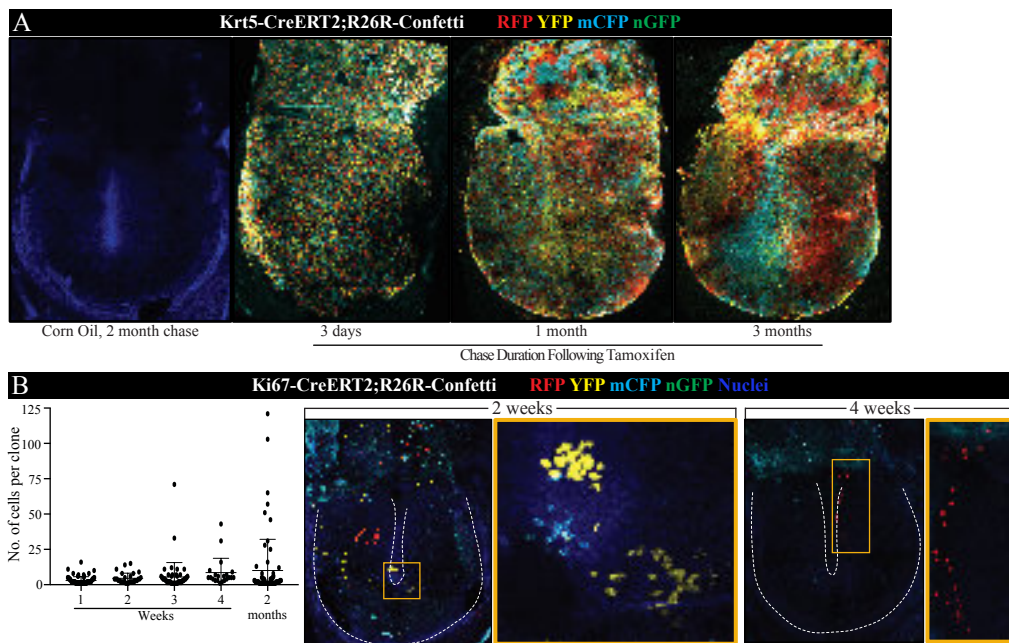 A Krt5-CreERT2;R26R-Confetti RFP YFP mCFP nGFP
Corn Oil, 2 month chase
3 days
1 month
3 months
Chase Duration Following Tamoxifen
B Ki67-CreERT2;R26R-Confetti RFP YFP mCFP nGFP Nuclei
No. of cells per clone
125
100
75
50
25
0
1 2 3 4 2
Weeks months
2 weeks
4 weeks